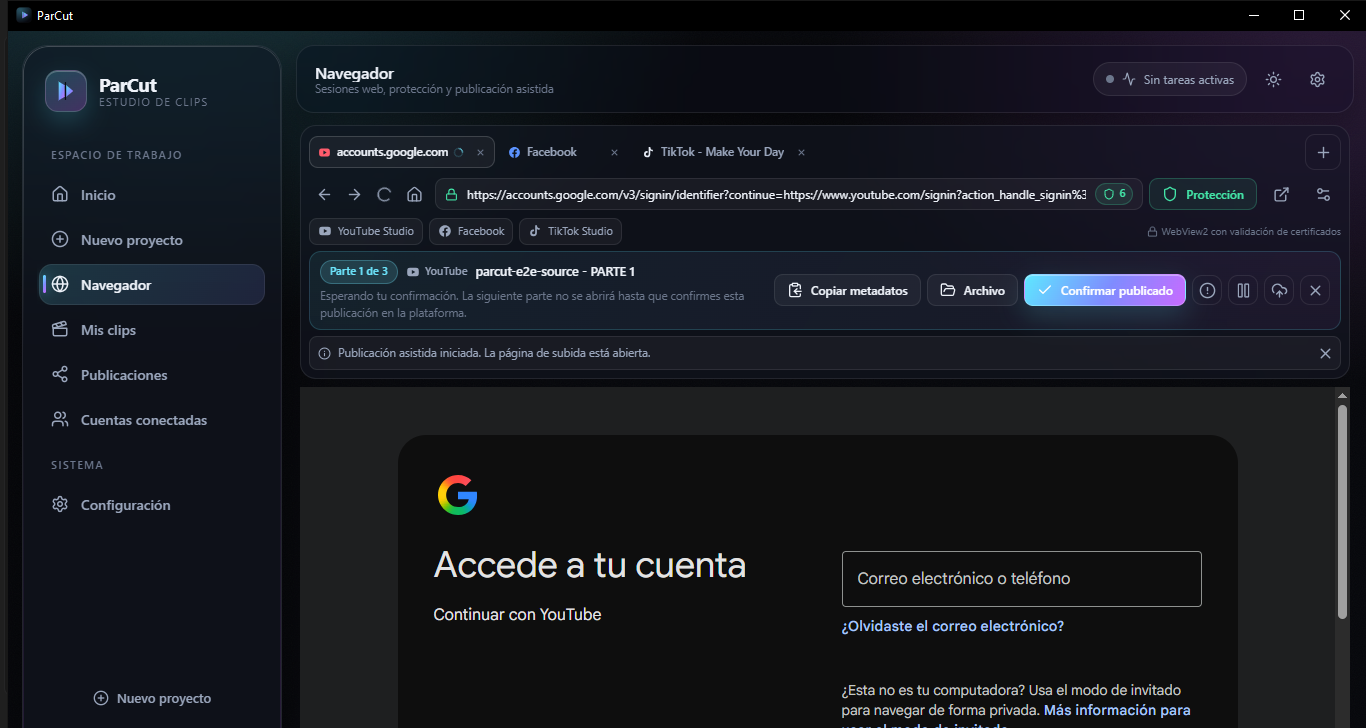 ParCut
ParCut
ESTUDIO DE CLIPS
ESPACIO DE TRABAJO
Inicio
Nuevo proyecto
Navegador
Mis clips
Publicaciones
Cuentas conectadas
SISTEMA
Configuración
Nuevo proyecto
Navegador
Sesiones web, protección y publicación asistida
Sin tareas activas
accounts.google.com
Facebook
TikTok - Make Your Day
https://accounts.google.com/v3/signin/identifier?continue=https://www.youtube.com/signin?action_handle_signin%3
6
Protección
YouTube Studio
Facebook
TikTok Studio
WebView2 con validación de certificados
Parte 1 de 3
YouTube
parcut-e2e-source - PARTE 1
Esperando tu confirmación. La siguiente parte no se abrirá hasta que confirmes esta
publicación en la plataforma.
Copiar metadatos
Archivo
Confirmar publicado
Publicación asistida iniciada. La página de subida está abierta.
Accede a tu cuenta
Continuar con YouTube
Correo electrónico o teléfono
¿Olvidaste el correo electrónico?
¿Esta no es tu computadora? Usa el modo de invitado
para navegar de forma privada. Más información para
usar el modo de invitado